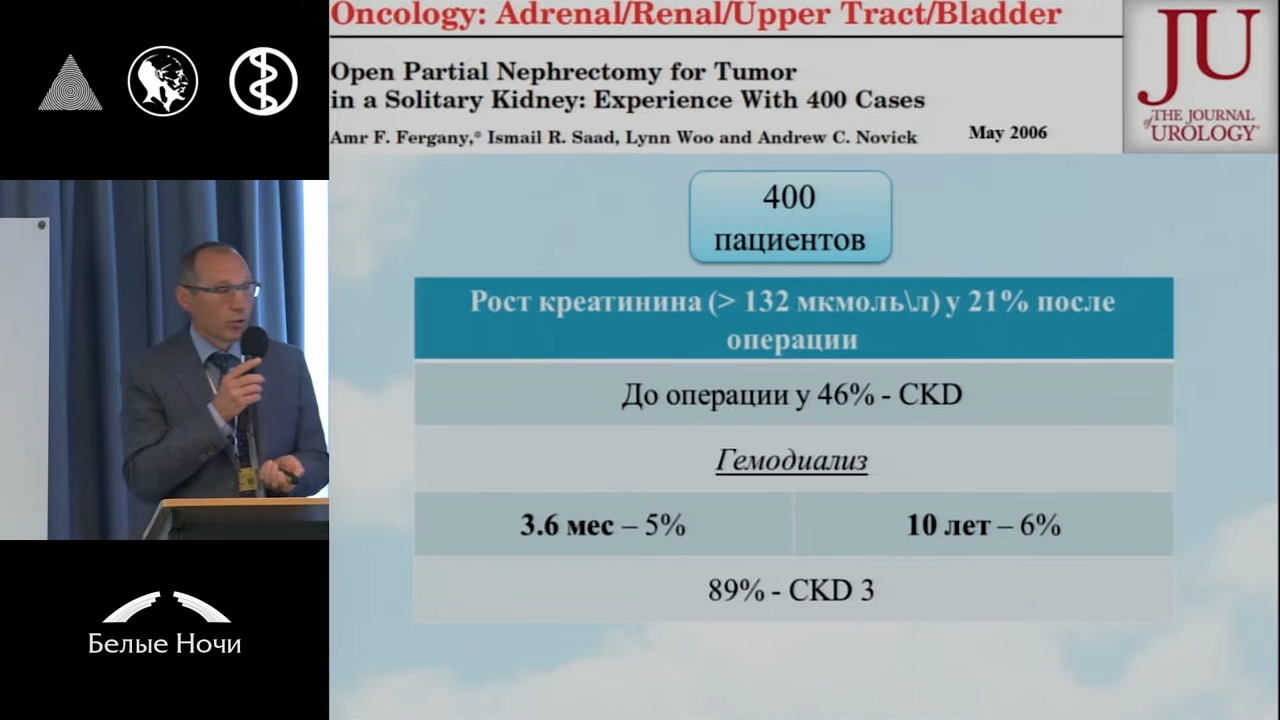 Oncology: Adrenal/Renal/Upper Tract/Bladder
Open Partial Nephrectomy for Tumor
in a Solitary Kidney: Experience With 400 Cases
Amr F. Fergany,* Ismail R. Saad, Lynn Woo and Andrew C. Novick
May 2006
JU
THE JOURNAL
of UROLOGY®
400
пациентов
Рост креатинина (> 132 мкмоль\л) у 21% после
операции
До операции у 46% - CKD
Гемодиализ
3.6 мес – 5%
10 лет – 6%
89% - CKD 3
Белые Ночи